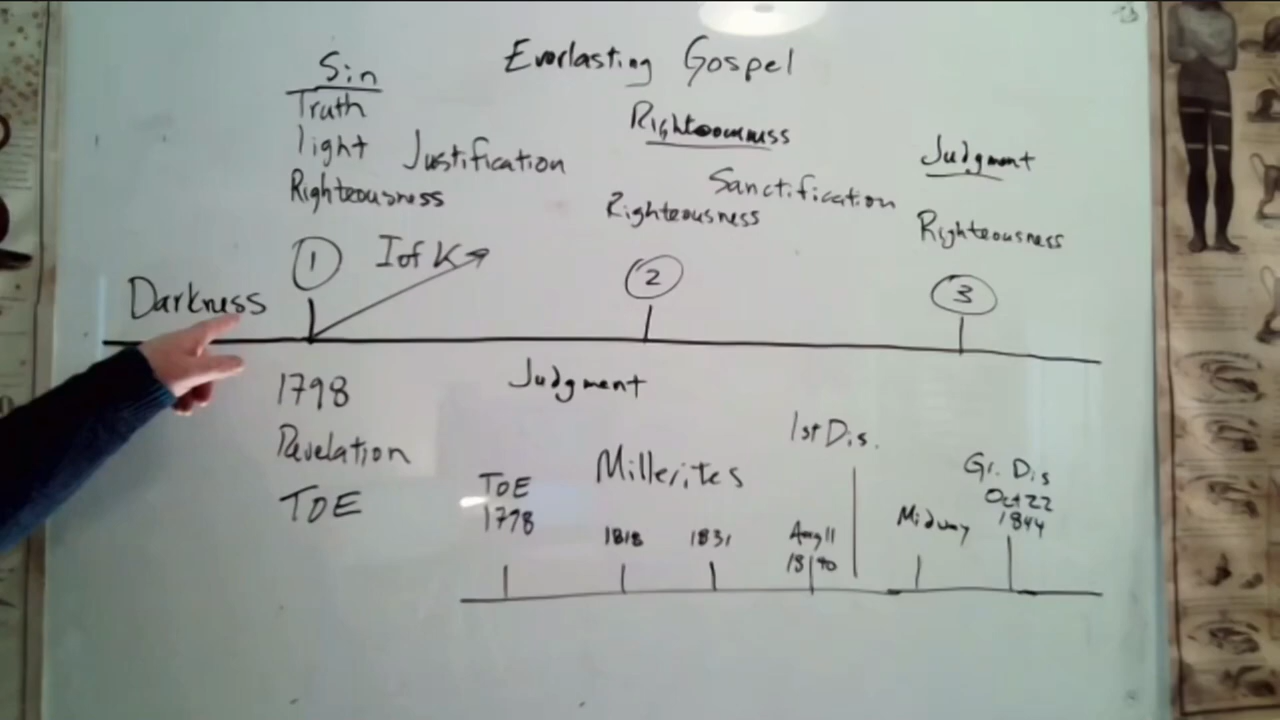 Everlasting Gospel
Sin
Truth
light
Righteousness
Justification
Righteousness
Sanctification
Righteousness
Judgment
Righteousness
1
I of K
2
3
Darkness
1798
Revelation
TOE
Judgment
Millerites
1st Dis.
TOE
1798
1818
1831
Aug 11
1840
Midway
Gr. Dis
Oct 22
1844